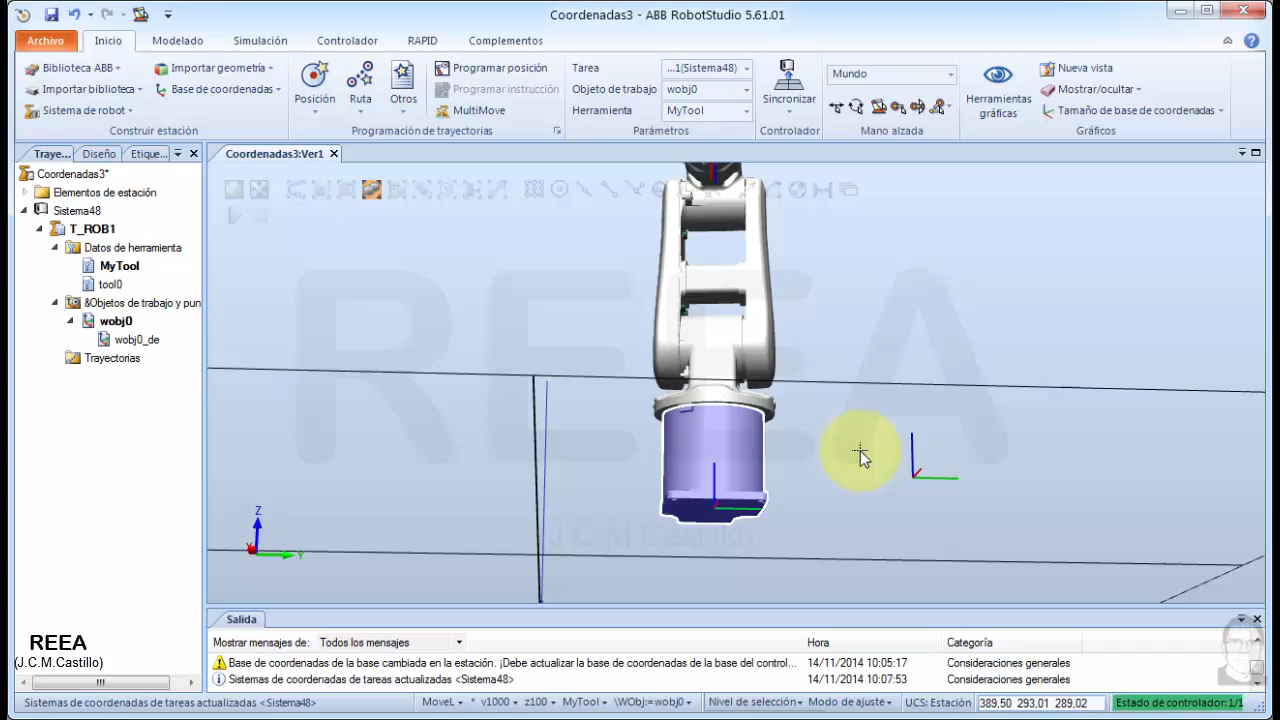 Coordenadas3 - ABB RobotStudio 5.61.01
Archivo Inicio Modelado Simulación Controlador RAPID Complementos
Biblioteca ABB
Importar biblioteca
Sistema de robot
Importar geometría
Base de coordenadas
Construir estación
Posición
Ruta
Otros
Programar posición
Programar instrucción
MultiMove
Programación de trayectorias
Tarea ...1(Sistema48)
Objeto de trabajo wobj0
Herramienta MyTool
Parámetros
Sincronizar
Controlador
Mundo
Mano alzada
Herramientas
gráficas
Nueva vista
Mostrar/ocultar
Tamaño de base de coordenadas
Gráficos
Traye... Diseño Etique...
Coordenadas3:Ver1
Coordenadas3*
Elementos de estación
Sistema48
T_ROB1
Datos de herramienta
MyTool
tool0
&Objetos de trabajo y pun
wobj0
wobj0_de
Trayectorias
REEA
J.C.M Castillo)
Z
Y
X
REEA
(J.C.M.Castillo)
Salida
Mostrar mensajes de: Todos los mensajes Hora Categoría
Base de coordenadas de la base cambiada en la estación. ¡Debe actualizar la base de coordenadas de la base del control... 14/11/2014 10:05:17 Consideraciones generales
Sistemas de coordenadas de tareas actualizadas <Sistema48> 14/11/2014 10:07:53 Consideraciones generales
Sistemas de coordenadas de tareas actualizadas <Sistema48> MoveL * v1000 z100 MyTool \WObj:=wobj0 Nivel de selección Modo de ajuste UCS: Estación 389,50 293,01 289,02 Estado de controlador: 1/1